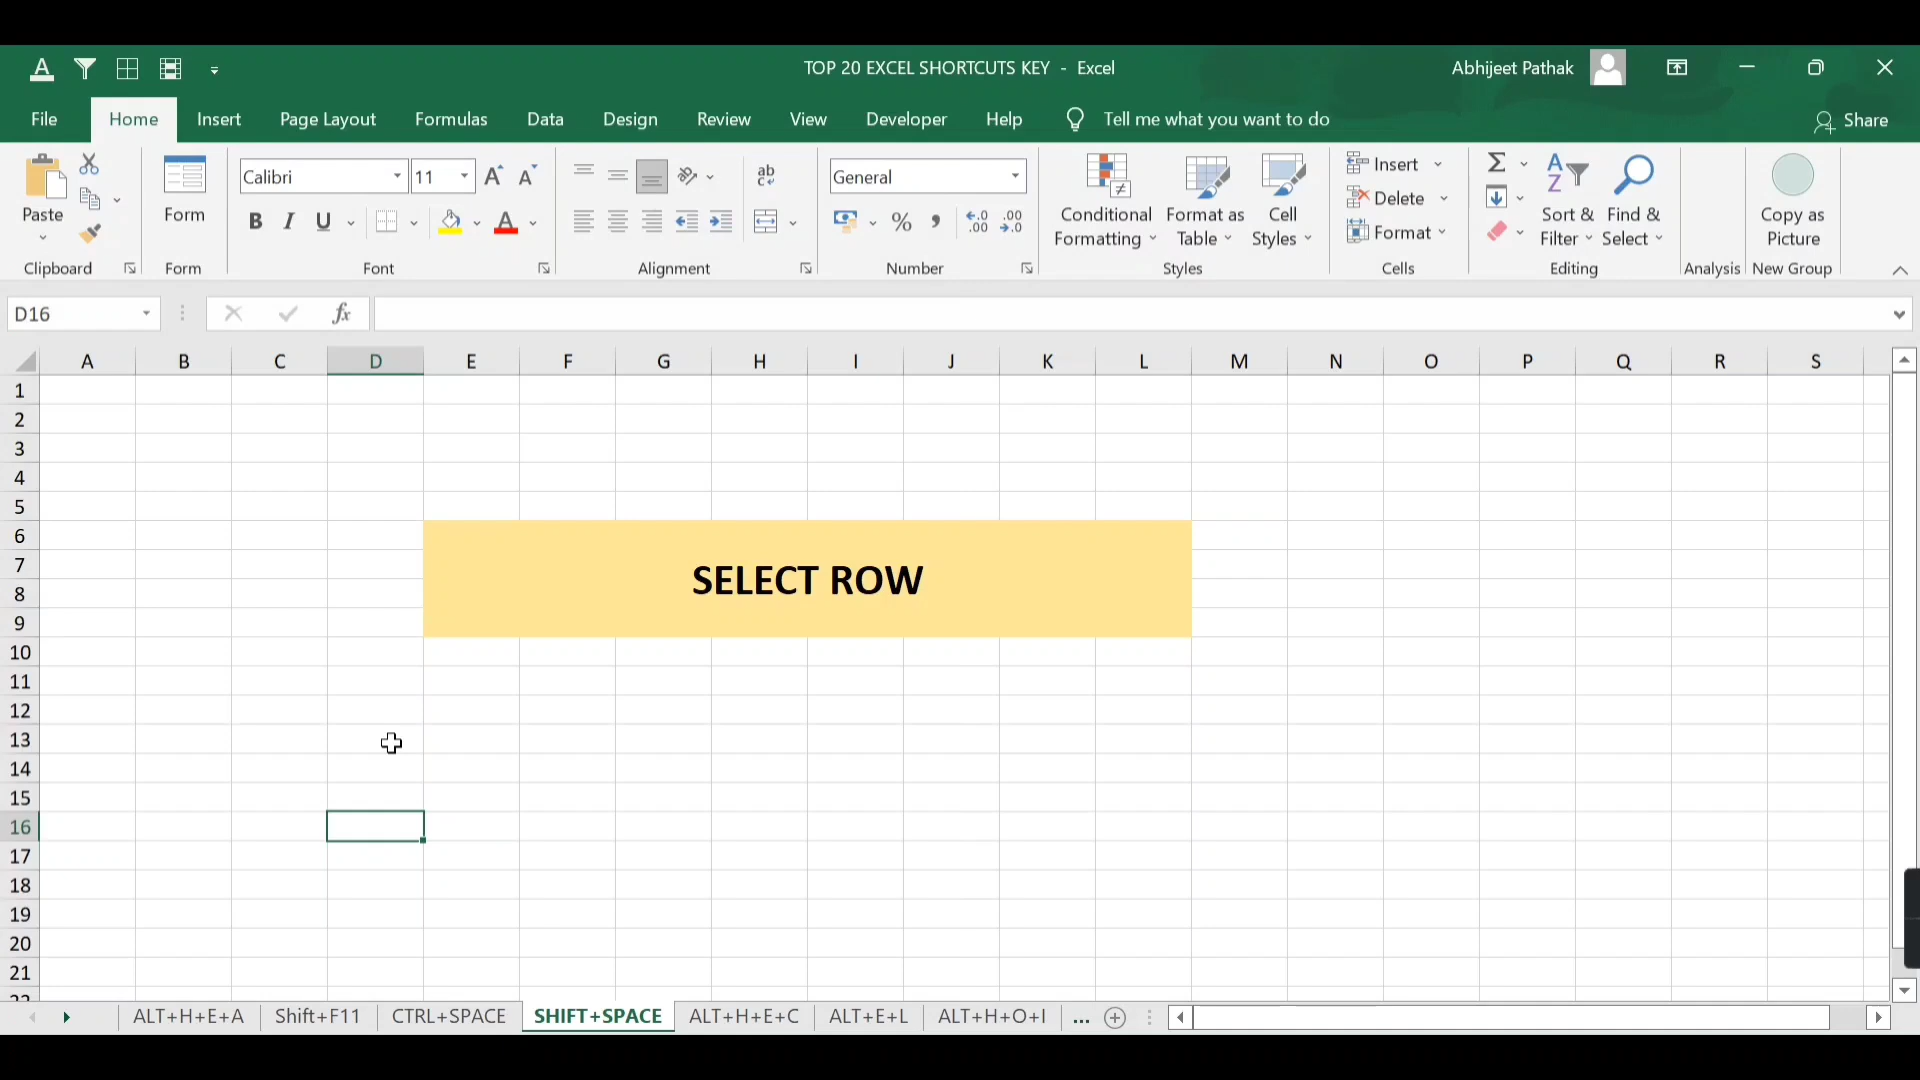 TOP 20 EXCEL SHORTCUTS KEY - Excel
Abhijeet Pathak
File Home Insert Page Layout Formulas Data Design Review View Developer Help Tell me what you want to do Share
Paste
Clipboard
Form
Form
Calibri 11
B I U A
Font
ab
Alignment
General
% ,
Number
Conditional
Formatting
Format as
Table
Cell
Styles
Styles
Insert
Delete
Format
Cells
Σ
Sort &
Filter
Find &
Select
Editing
Analysis
Copy as
Picture
New Group
D16
fx
A B C D E F G H I J K L M N O P Q R S
1
2
3
4
5
6
7
SELECT ROW
8
9
10
11
12
13
14
15
16
17
18
19
20
21
22
ALT+H+E+A Shift+F11 CTRL+SPACE SHIFT+SPACE ALT+H+E+C ALT+E+L ALT+H+O+I ...